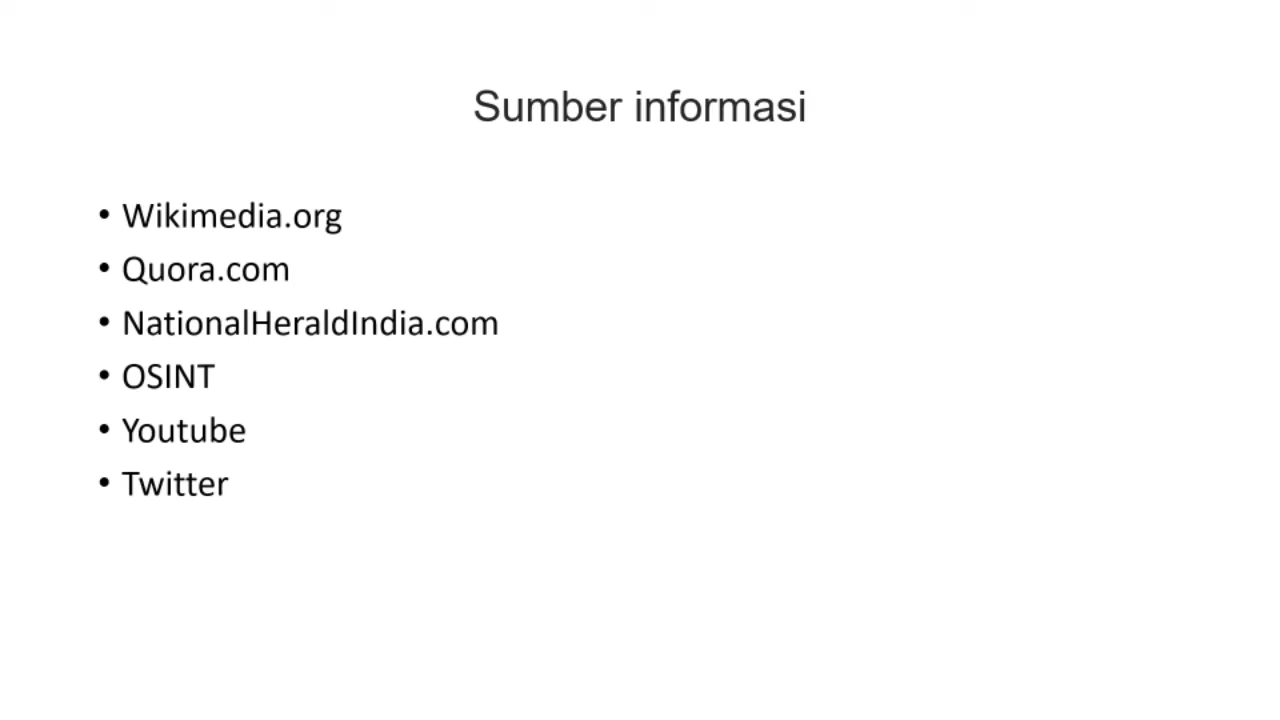 Sumber informasi
• Wikimedia.org
• Quora.com
• NationalHeraldIndia.com
• OSINT
• Youtube
• Twitter